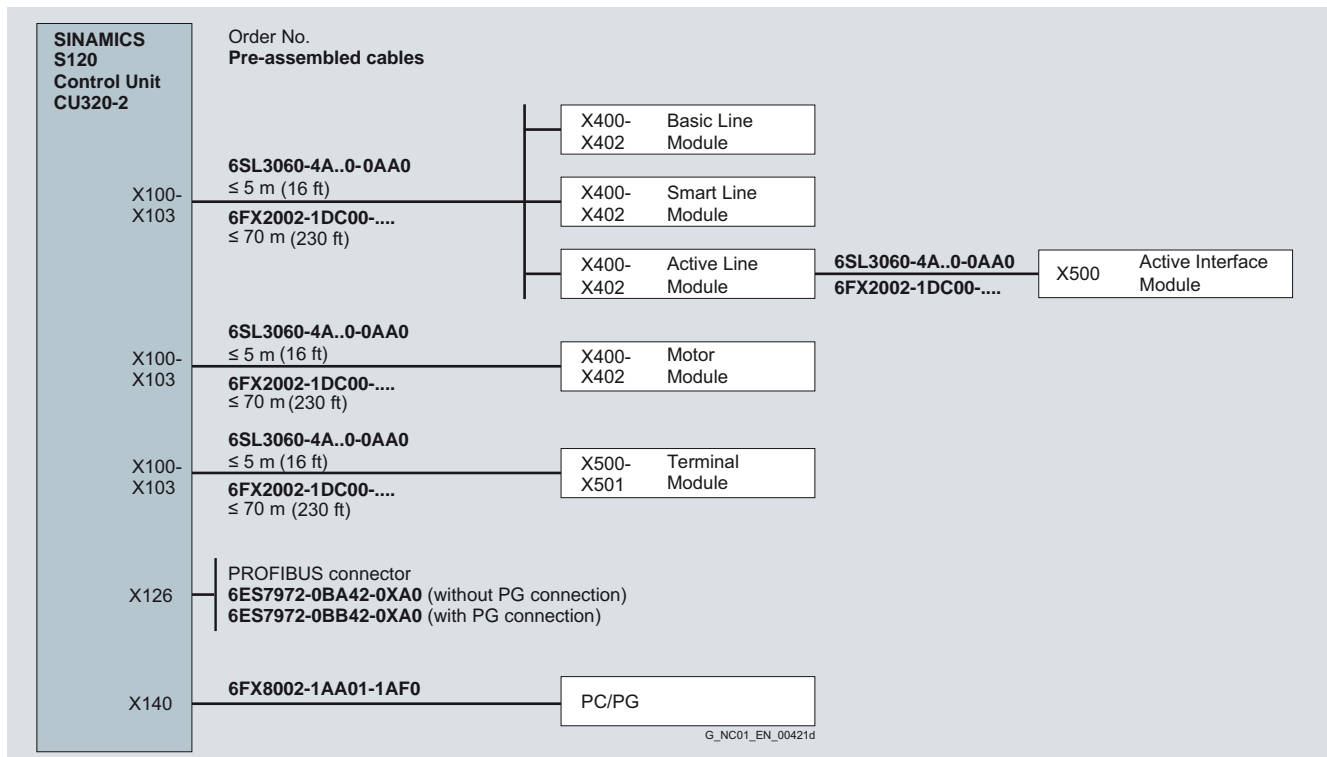 SINAMICS
S120
Control Unit
CU320-2
Order No.
Pre-assembled cables
X100-
X103
6SL3060-4A..0-0AA0
≤ 5 m (16 ft)
6FX2002-1DC00-....
≤ 70 m (230 ft)
X400- Basic Line
X402 Module
X400- Smart Line
X402 Module
X400- Active Line
X402 Module
6SL3060-4A..0-0AA0
6FX2002-1DC00-....
X500 Active Interface
Module
X100-
X103
6SL3060-4A..0-0AA0
≤ 5 m (16 ft)
6FX2002-1DC00-....
≤ 70 m (230 ft)
X400- Motor
X402 Module
X100-
X103
6SL3060-4A..0-0AA0
≤ 5 m (16 ft)
6FX2002-1DC00-....
≤ 70 m (230 ft)
X500- Terminal
X501 Module
X126
PROFIBUS connector
6ES7972-0BA42-0XA0 (without PG connection)
6ES7972-0BB42-0XA0 (with PG connection)
X140
6FX8002-1AA01-1AF0
PC/PG
G_NC01_EN_00421d